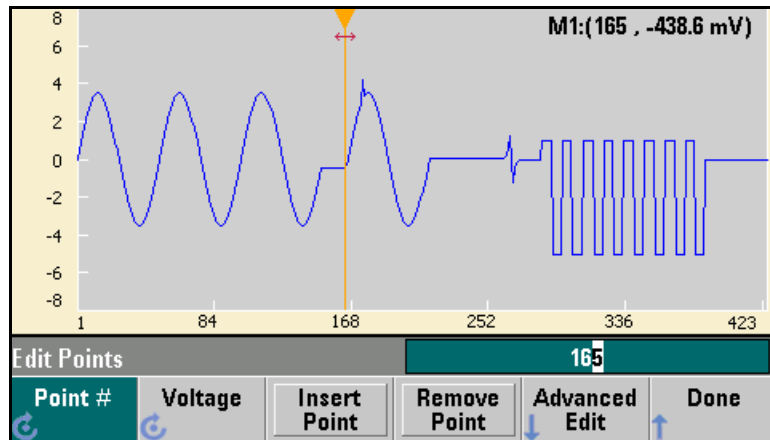 M1:(165 , -438.6 mV)
8
6
4
2
0
-2
-4
-6
-8
1 84 168 252 336 423
Edit Points 165
Point # Voltage Insert Point Remove Point Advanced Edit Done